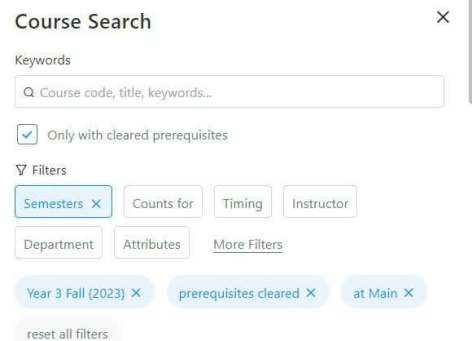 Course Search
Keywords
Course code, title, keywords...
Only with cleared prerequisites
Filters
Semesters × Counts for Timing Instructor
Department Attributes More Filters
Year 3 Fall (2023) × prerequisites cleared × at Main ×
reset all filters